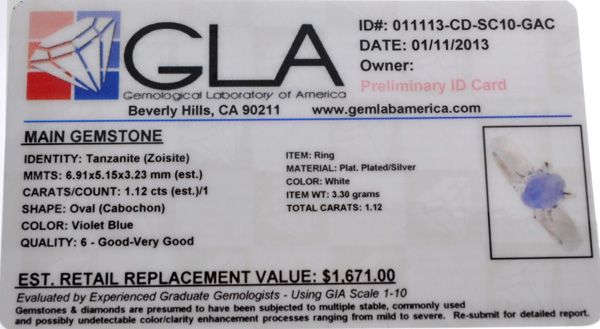 GLA
Gemological Laboratory of America
Beverly Hills, CA 90211 www.gemlabamerica.com
ID#: 011113-CD-SC10-GAC
DATE: 01/11/2013
Owner:
Preliminary ID Card
MAIN GEMSTONE
IDENTITY: Tanzanite (Zoisite)
MMTS: 6.91x5.15x3.23 mm (est.)
CARATS/COUNT: 1.12 cts (est.)/1
SHAPE: Oval (Cabochon)
COLOR: Violet Blue
QUALITY: 6 - Good-Very Good
ITEM: Ring
MATERIAL: Plat. Plated/Silver
COLOR: White
ITEM WT: 3.30 grams
TOTAL CARATS: 1.12
EST. RETAIL REPLACEMENT VALUE: $1,671.00
Evaluated by Experienced Graduate Gemologists - Using GIA Scale 1-10
Gemstones & diamonds are presumed to have been subjected to multiple stable, commonly used
and possibly undetectable color/clarity enhancement processes ranging from mild to severe. Re-submit for detailed report.